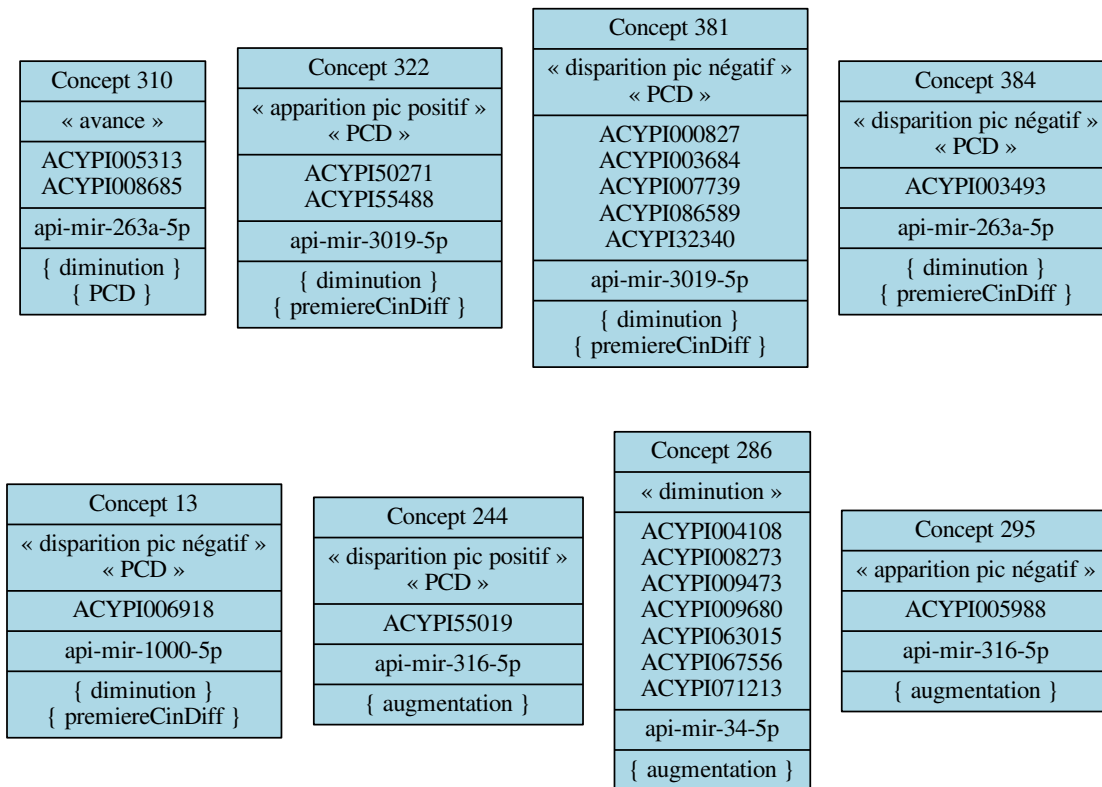 Concept 310
« avance »
ACYPI005313
ACYPI008685
api-mir-263a-5p
{ diminution }
{ PCD }
Concept 322
« apparition pic positif »
« PCD »
ACYPI50271
ACYPI55488
api-mir-3019-5p
{ diminution }
{ premiereCinDiff }
Concept 381
« disparition pic négatif »
« PCD »
ACYPI000827
ACYPI003684
ACYPI007739
ACYPI086589
ACYPI32340
api-mir-3019-5p
{ diminution }
{ premiereCinDiff }
Concept 384
« disparition pic négatif »
« PCD »
ACYPI003493
api-mir-263a-5p
{ diminution }
{ premiereCinDiff }
Concept 13
« disparition pic négatif »
« PCD »
ACYPI006918
api-mir-1000-5p
{ diminution }
{ premiereCinDiff }
Concept 244
« disparition pic positif »
« PCD »
ACYPI55019
api-mir-316-5p
{ augmentation }
Concept 286
« diminution »
ACYPI004108
ACYPI008273
ACYPI009473
ACYPI009680
ACYPI063015
ACYPI067556
ACYPI071213
api-mir-34-5p
{ augmentation }
Concept 295
« apparition pic négatif »
ACYPI005988
api-mir-316-5p
{ augmentation }